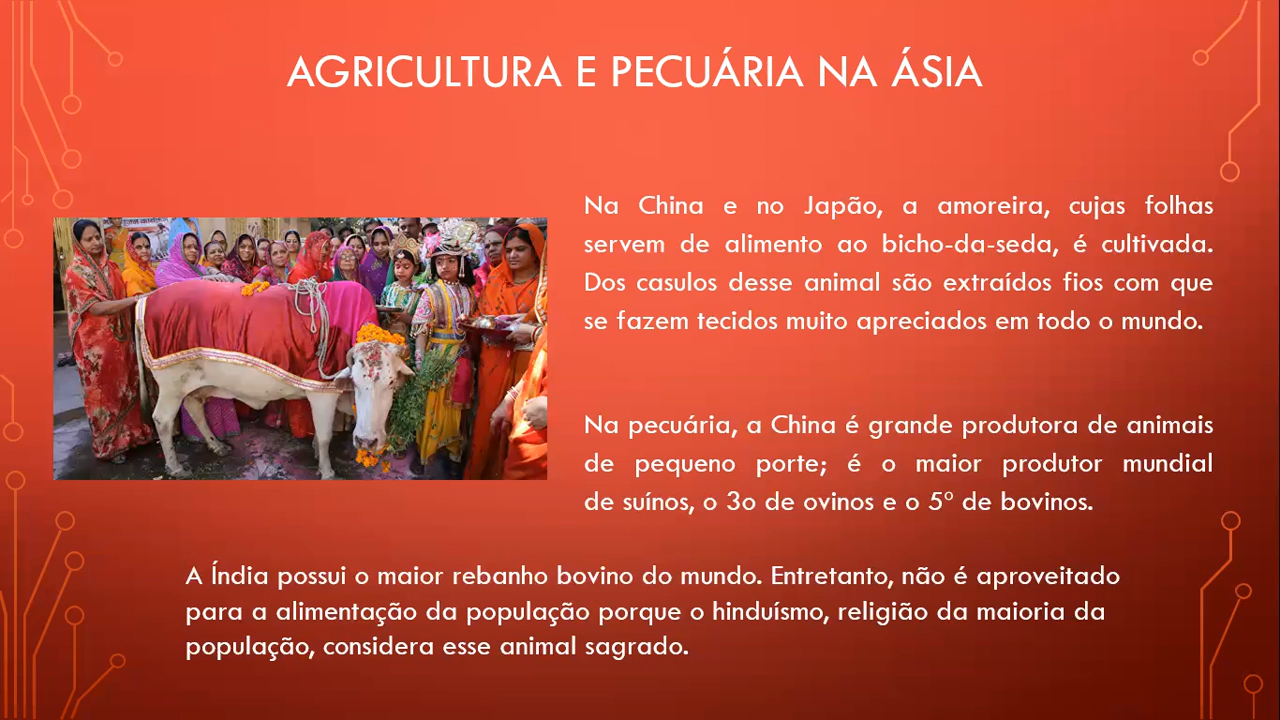 AGRICULTURA E PECUÁRIA NA ÁSIA
Na China e no Japão, a amoreira, cujas folhas
servem de alimento ao bicho-da-seda, é cultivada.
Dos casulos desse animal são extraídos fios com que
se fazem tecidos muito apreciados em todo o mundo.
Na pecuária, a China é grande produtora de animais
de pequeno porte; é o maior produtor mundial
de suínos, o 3o de ovinos e o 5º de bovinos.
A Índia possui o maior rebanho bovino do mundo. Entretanto, não é aproveitado
para a alimentação da população porque o hinduísmo, religião da maioria da
população, considera esse animal sagrado.